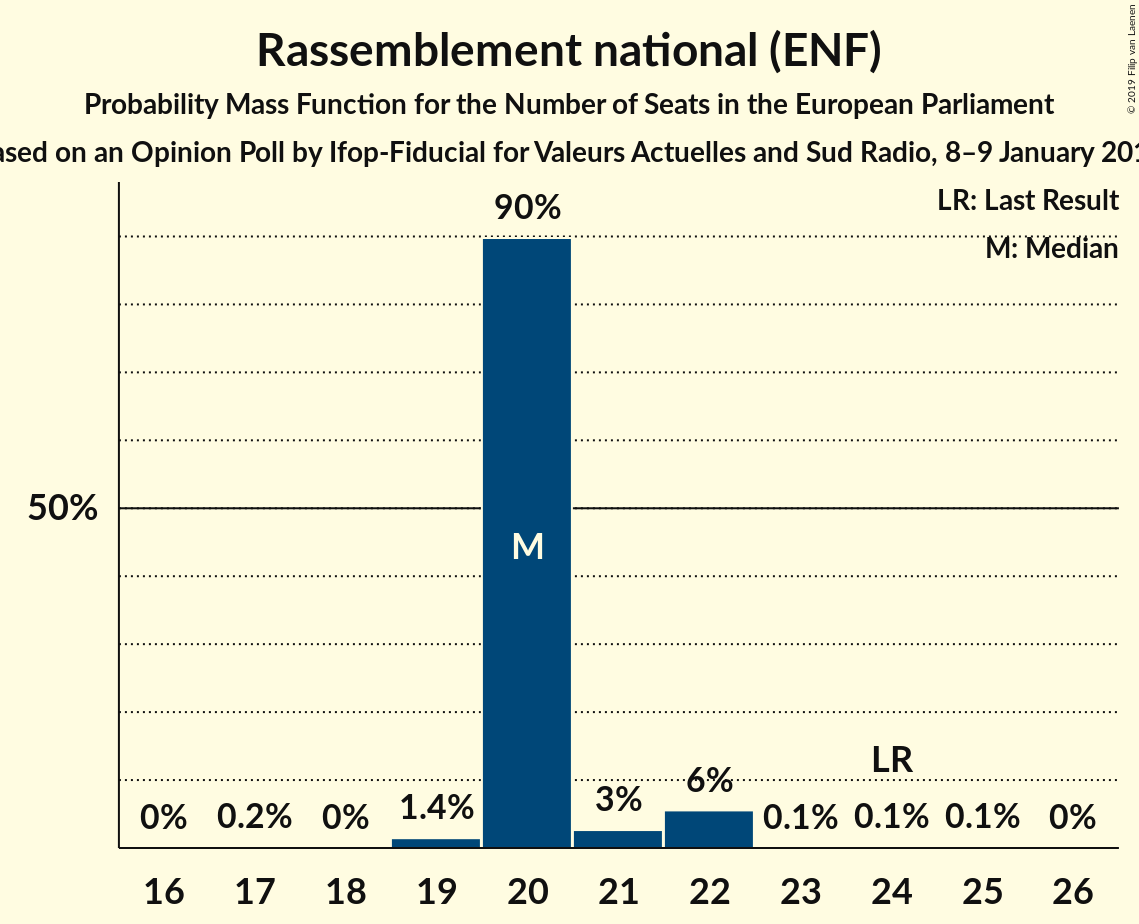 Rassemblement national (ENF)
Probability Mass Function for the Number of Seats in the European Parliament
on an Opinion Poll by Ifop-Fiducial for Valeurs Actuelles and Sud Radio, 8–9 January
© 2019 Filip van Laenen
LR: Last Result
M: Median
90%
50%
M
LR
0% 0.2% 0% 1.4% 3% 6% 0.1% 0.1% 0.1% 0%
16 17 18 19 20 21 22 23 24 25 26